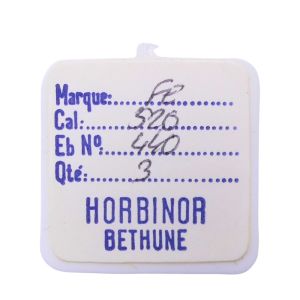 Marque: FE
Cal: 520
Eb Nº: 440
Qté: 3
HORBINOR
BETHUNE